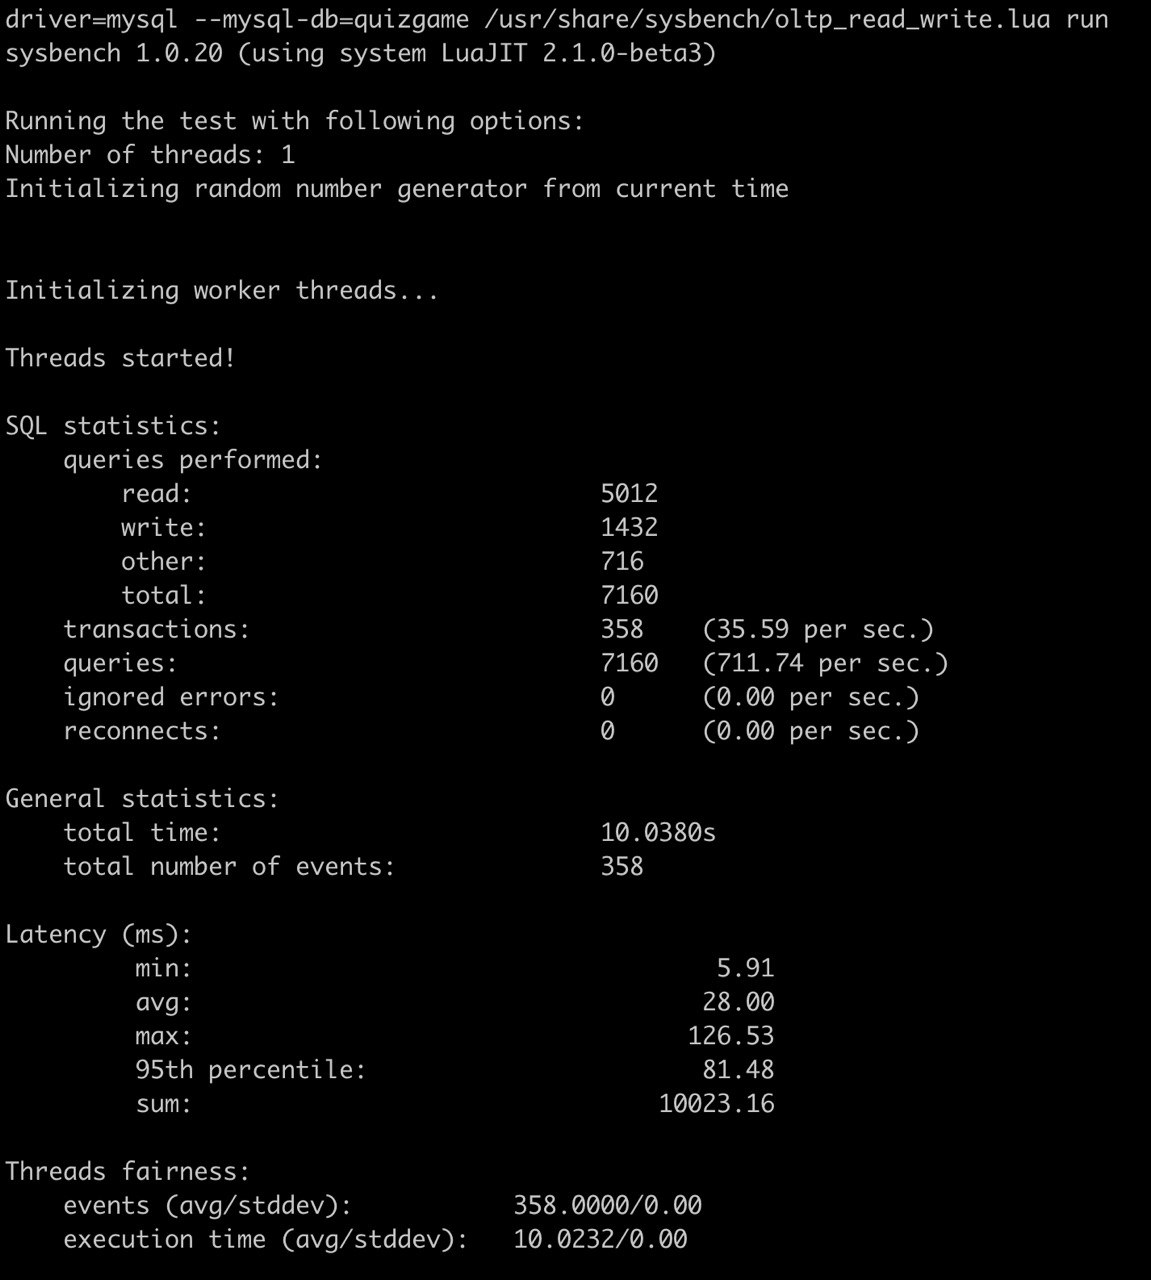 driver=mysql --mysql-db=quizgame /usr/share/sysbench/oltp_read_write.lua run
sysbench 1.0.20 (using system LuaJIT 2.1.0-beta3)

Running the test with following options:
Number of threads: 1
Initializing random number generator from current time


Initializing worker threads...

Threads started!

SQL statistics:
    queries performed:
        read:                            5012
        write:                           1432
        other:                           716
        total:                           7160
    transactions:                        358    (35.59 per sec.)
    queries:                             7160   (711.74 per sec.)
    ignored errors:                      0      (0.00 per sec.)
    reconnects:                          0      (0.00 per sec.)

General statistics:
    total time:                          10.0380s
    total number of events:              358

Latency (ms):
         min:                                    5.91
         avg:                                   28.00
         max:                                  126.53
         95th percentile:                       81.48
         sum:                                10023.16

Threads fairness:
    events (avg/stddev):           358.0000/0.00
    execution time (avg/stddev):   10.0232/0.00